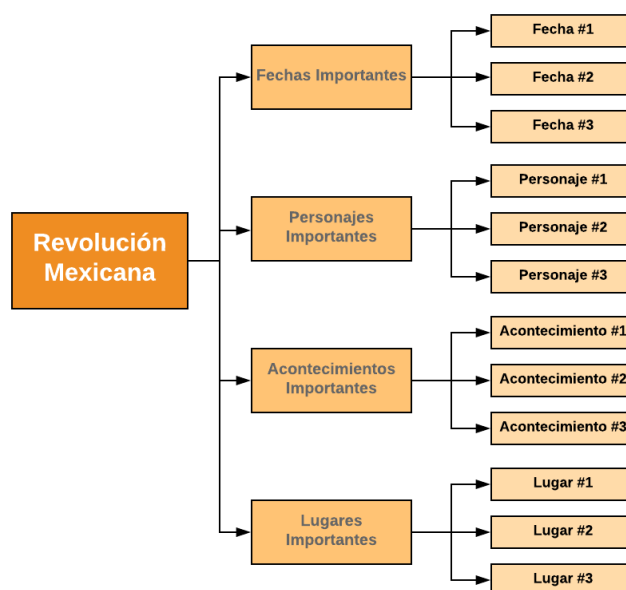 Revolución
Mexicana
Fechas Importantes
Fecha #1
Fecha #2
Fecha #3
Personajes
Importantes
Personaje #1
Personaje #2
Personaje #3
Acontecimientos
Importantes
Acontecimiento #1
Acontecimiento #2
Acontecimiento #3
Lugares
Importantes
Lugar #1
Lugar #2
Lugar #3